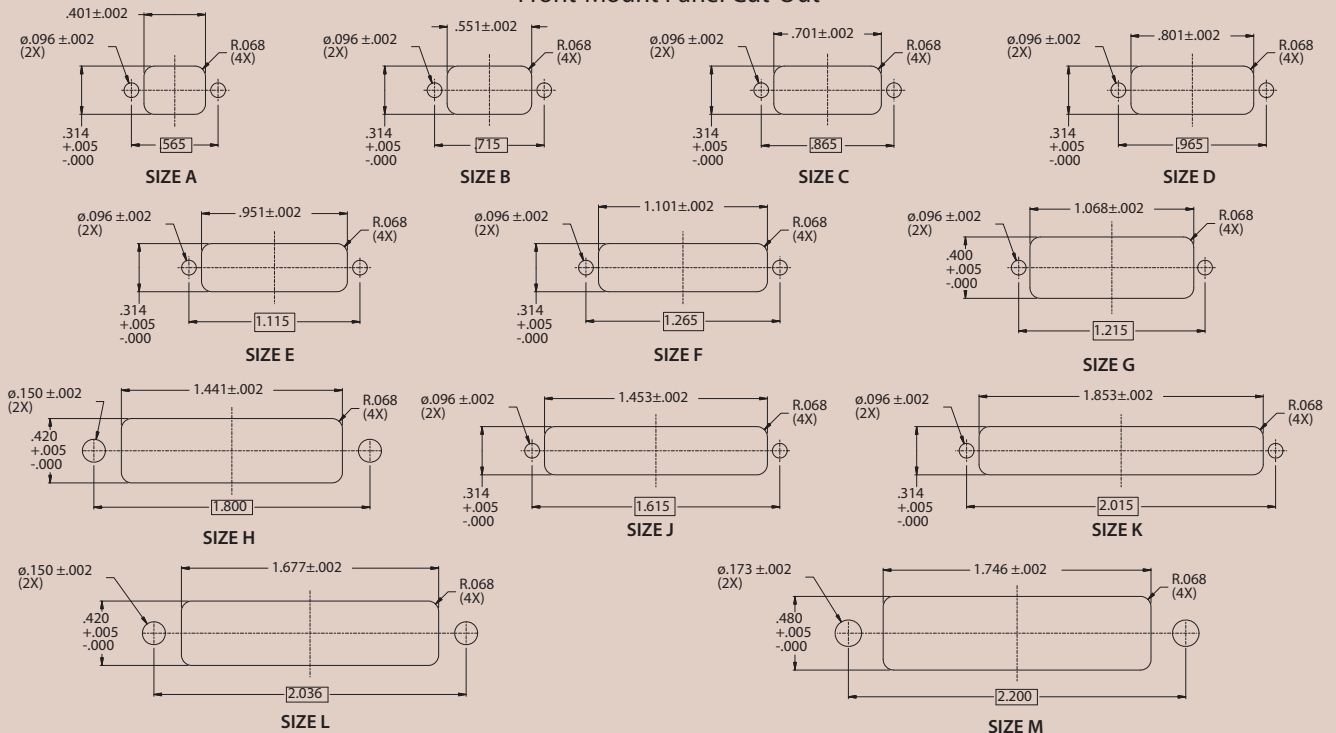 Front Mount Panel Cut-Out
.401±.002
ø.096 ±.002
(2X)
R.068
(4X)
.314
+.005
-.000
.565
SIZE A
.551±.002
ø.096 ±.002
(2X)
R.068
(4X)
.314
+.005
-.000
.715
SIZE B
.701±.002
ø.096 ±.002
(2X)
R.068
(4X)
.314
+.005
-.000
.865
SIZE C
.801±.002
ø.096 ±.002
(2X)
R.068
(4X)
.314
+.005
-.000
.965
SIZE D
.951±.002
ø.096 ±.002
(2X)
R.068
(4X)
.314
+.005
-.000
1.115
SIZE E
1.101±.002
ø.096 ±.002
(2X)
R.068
(4X)
.314
+.005
-.000
1.265
SIZE F
1.068±.002
ø.096 ±.002
(2X)
R.068
(4X)
.400
+.005
-.000
1.215
SIZE G
1.441±.002
ø.150 ±.002
(2X)
R.068
(4X)
.420
+.005
-.000
1.800
SIZE H
1.453±.002
ø.096 ±.002
(2X)
R.068
(4X)
.314
+.005
-.000
1.615
SIZE J
1.853±.002
ø.096 ±.002
(2X)
R.068
(4X)
.314
+.005
-.000
2.015
SIZE K
1.677±.002
ø.150 ±.002
(2X)
R.068
(4X)
.420
+.005
-.000
2.036
SIZE L
1.746 ±.002
ø.173 ±.002
(2X)
R.068
(4X)
.480
+.005
-.000
2.200
SIZE M